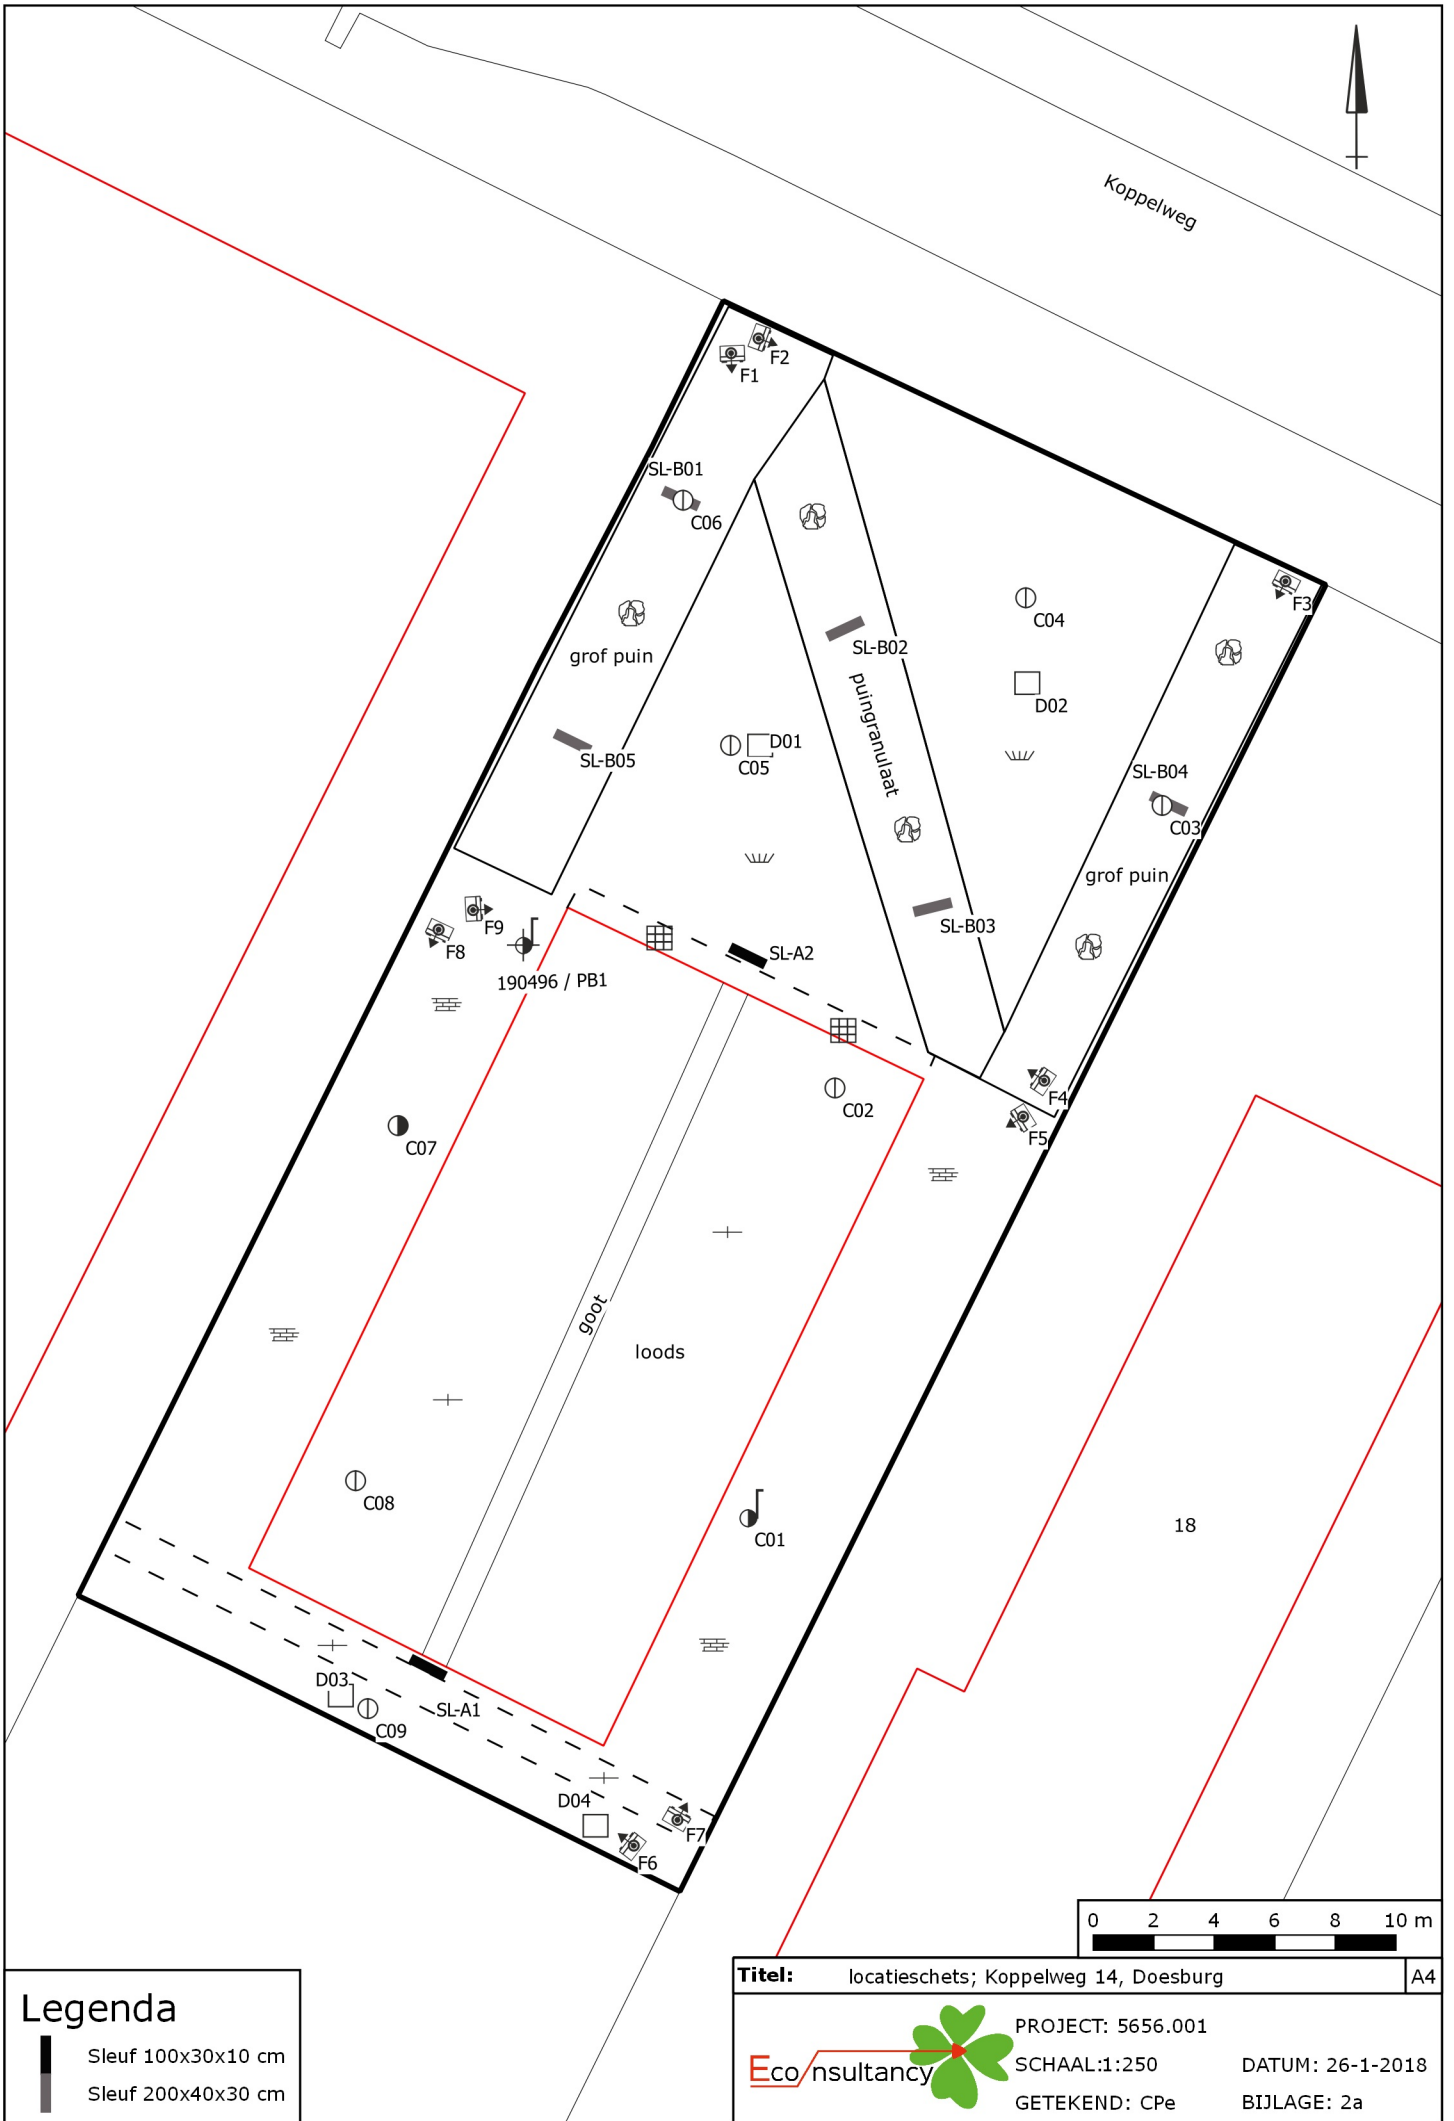 Koppelweg
F2
F1
SL-B01
C06
F3
C04
grof puin
SL-B02
puingranulaat
D02
D01
C05
SL-B05
SL-B04
C03
grof puin
F9
F8
SL-B03
SL-A2
190496 / PB1
F4
C02
F5
C07
goot
loods
C08
C01
18
D03
SL-A1
C09
D04
F7
F6
0 2 4 6 8 10 m
Titel: locatieschets; Koppelweg 14, Doesburg A4
Legenda
Sleuf 100x30x10 cm
Sleuf 200x40x30 cm
Econsultancy
PROJECT: 5656.001
SCHAAL:1:250 DATUM: 26-1-2018
GETEKEND: CPe BIJLAGE: 2a